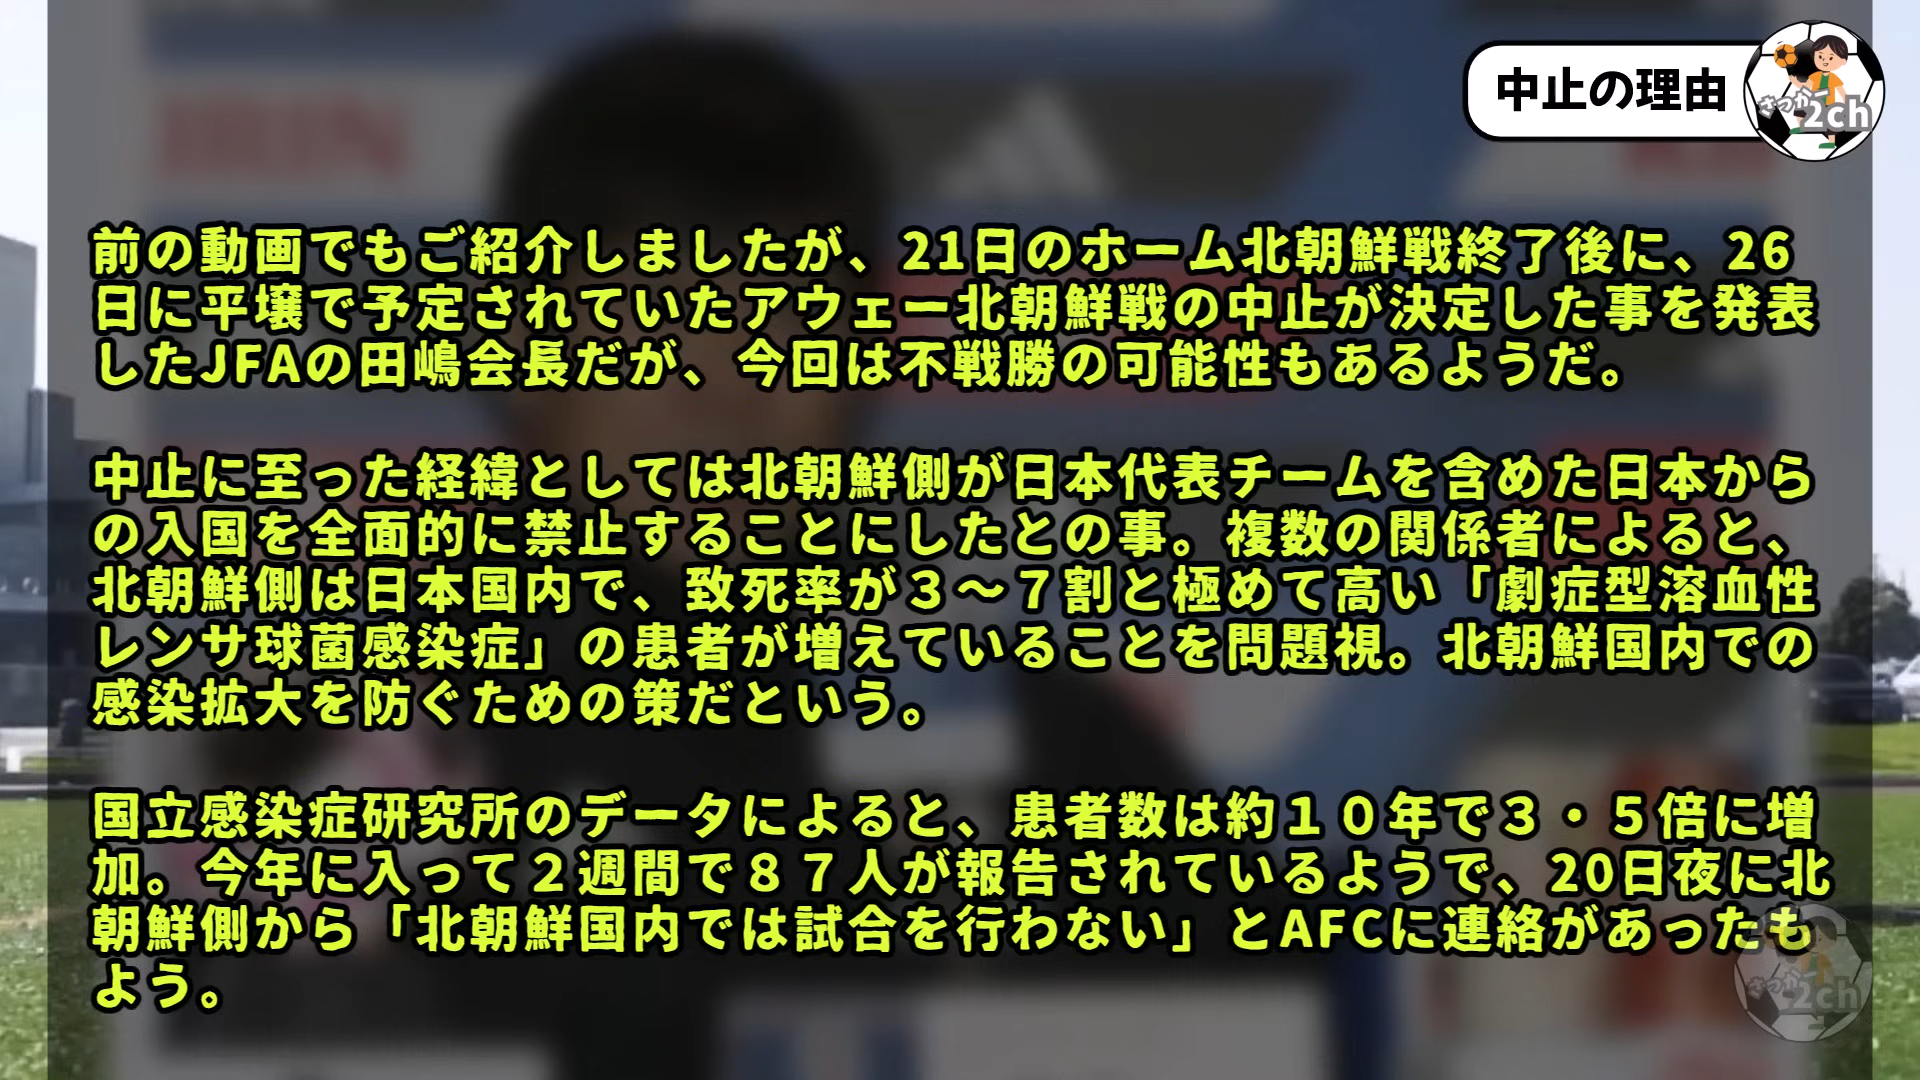 中止の理由
さっかー
2ch
前の動画でもご紹介しましたが、21日のホーム北朝鮮戦終了後に、26
日に平壌で予定されていたアウェー北朝鮮戦の中止が決定した事を発表
したJFAの田嶋会長だが、今回は不戦勝の可能性もあるようだ。
中止に至った経緯としては北朝鮮側が日本代表チームを含めた日本から
の入国を全面的に禁止することにしたとの事。複数の関係者によると、
北朝鮮側は日本国内で、致死率が３～７割と極めて高い「劇症型溶血性
レンサ球菌感染症」の患者が増えていることを問題視。北朝鮮国内での
感染拡大を防ぐための策だという。
国立感染症研究所のデータによると、患者数は約１０年で３・５倍に増
加。今年に入って２週間で８７人が報告されているようで、20日夜に北
朝鮮側から「北朝鮮国内では試合を行わない」とAFCに連絡があったも
よう。
さっかー
2ch